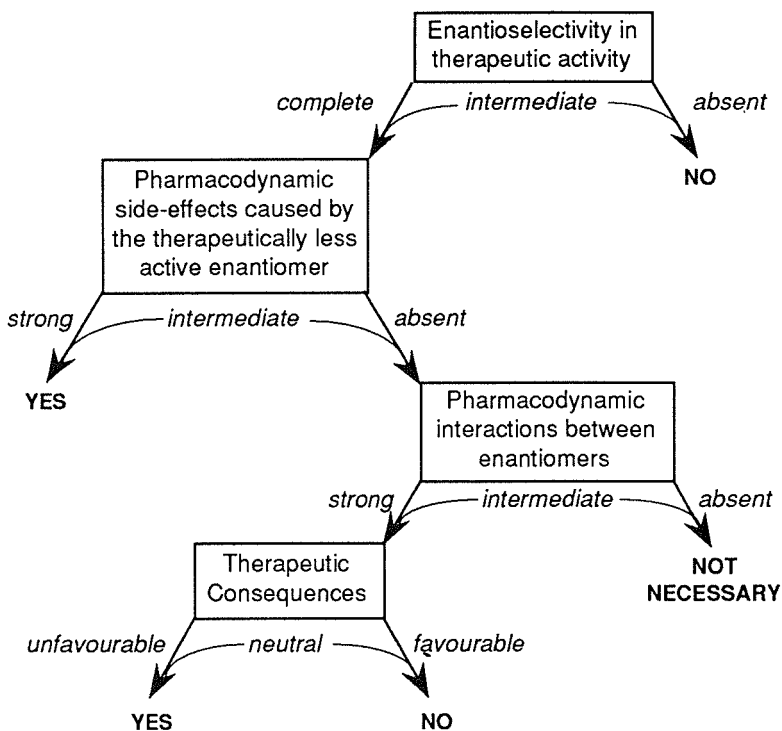 Enantioselectivity in
therapeutic activity
complete
intermediate
absent
NO
Pharmacodynamic
side-effects caused by
the therapeutically less
active enantiomer
strong
intermediate
absent
YES
Pharmacodynamic
interactions between
enantiomers
strong
intermediate
absent
NOT
NECESSARY
Therapeutic
Consequences
unfavourable
neutral
favourable
YES
NO